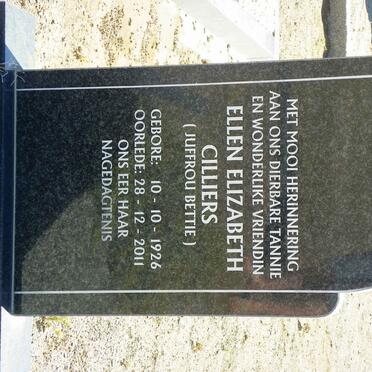 MET MOOI HERINNERING
AAN ONS DIERBARE TANNIE
EN WONDERLIKE VRIENDIN
ELLEN ELIZABETH
CILLIERS
( JUFFROU BETTIE )
GEBORE: 10 - 10 - 1926
OORLEDE: 28 - 12 - 2011
ONS EER HAAR
NAGEDAGTENIS